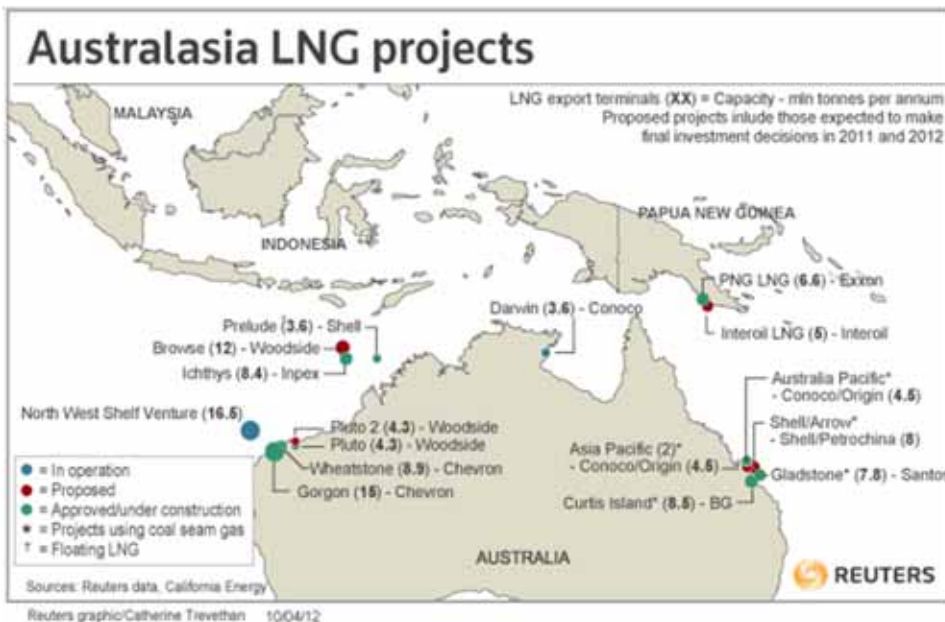 Australasia LNG projects
LNG export terminals (XX) = Capacity - mln tonnes per annum
Proposed projects inlude those expected to make
final investment decisions in 2011 and 2012
MALAYSIA
PAPUA NEW GUINEA
INDONESIA
PNG LNG (6.6) - Exxon
Darwin (3.6) - Conoco
Interoil LNG (5) - Interoil
Prelude (3.6) - Shell
Browse (12) - Woodside
Ichthys (8.4) - Inpex
Australia Pacific*
- Conoco/Origin (4.5)
North West Shelf Venture (16.5)
Shell/Arrow*
- Shell/Petrochina (8)
Pluto 2 (4.3) - Woodside
Pluto (4.3) - Woodside
Asia Pacific (2)*
- Conoco/Origin (4.5)
Wheatstone (8.9) - Chevron
Gladstone* (7.8) - Santos
Gorgon (15) - Chevron
Curtis Island* (8.5) - BG
= In operation
= Proposed
= Approved/under construction
* = Projects using coal seam gas
† = Floating LNG
AUSTRALIA
Sources: Reuters data, California Energy
REUTERS
Reuters graphic/Catherine Trevethan 10/04/12